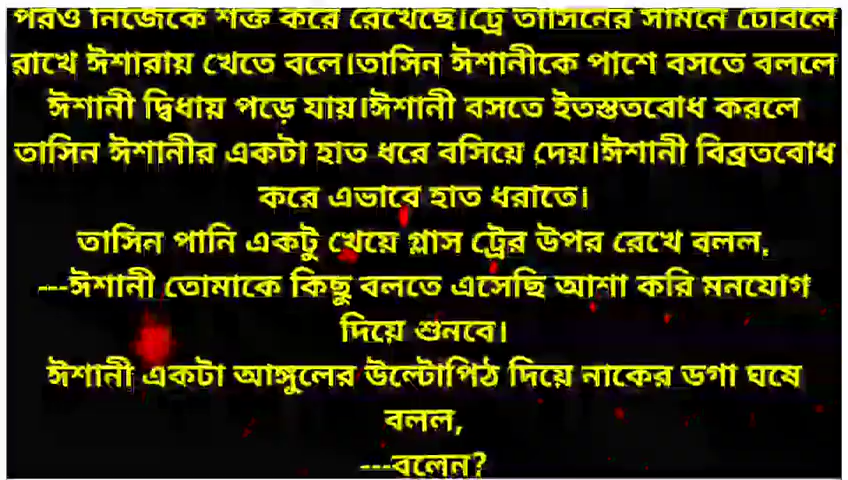 পরও নিজেকে শক্ত করে রেখেছে।ট্রে তাসিনের সামনে টেবিলে
রাখে ঈশারায় খেতে বলে।তাসিন ঈশানীকে পাশে বসতে বললে
ঈশানী দ্বিধায় পড়ে যায়।ঈশানী বসতে ইতস্ততবোধ করলে
তাসিন ঈশানীর একটা হাত ধরে বসিয়ে দেয়।ঈশানী বিব্রতবোধ
করে এভাবে হাত ধরাতে।
তাসিন পানি একটু খেয়ে গ্লাস ট্রের উপর রেখে বলল,
---ঈশানী তোমাকে কিছু বলতে এসেছি আশা করি মনযোগ
দিয়ে শুনবে।
ঈশানী একটা আঙ্গুলের উল্টোপিঠ দিয়ে নাকের ডগা ঘষে
বলল,
---বলেন?